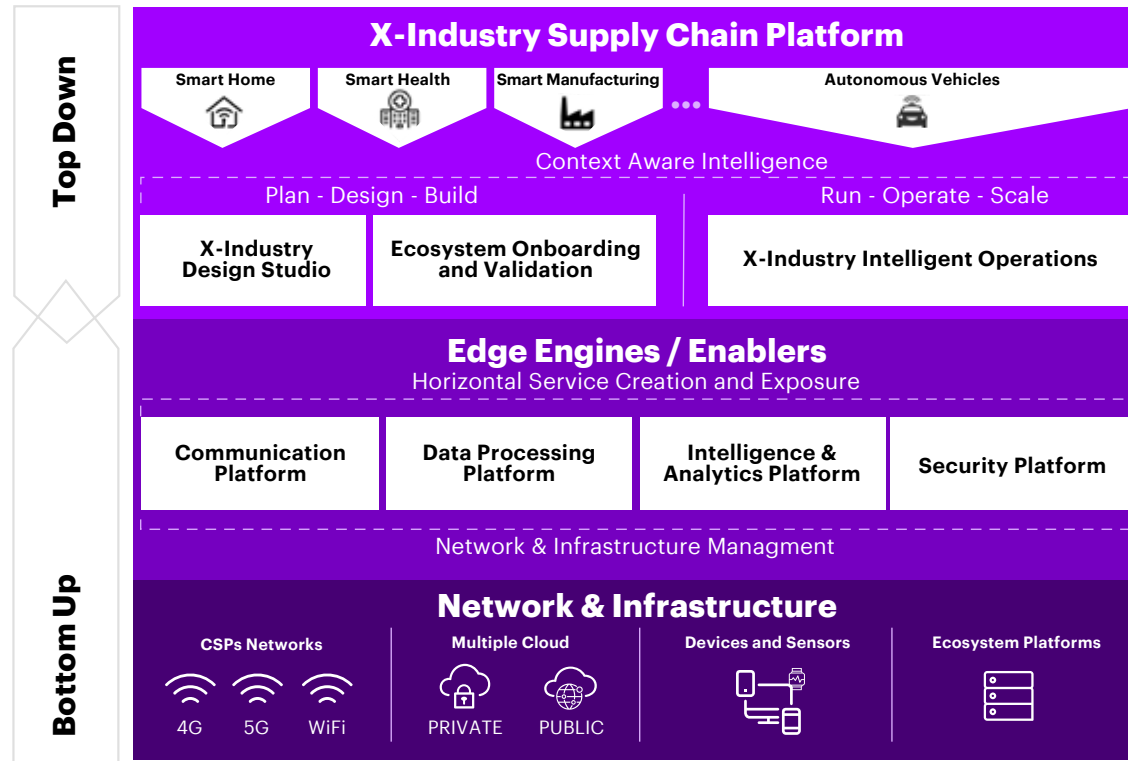 Top Down
Bottom Up
X-Industry Supply Chain Platform
Smart Home
Smart Health
Smart Manufacturing
Autonomous Vehicles
Context Aware Intelligence
Plan - Design - Build
Run - Operate - Scale
X-Industry
Design Studio
Ecosystem Onboarding
and Validation
X-Industry Intelligent Operations
Edge Engines / Enablers
Horizontal Service Creation and Exposure
Communication
Platform
Data Processing
Platform
Intelligence &
Analytics Platform
Security Platform
Network & Infrastructure Managment
Network & Infrastructure
CSPs Networks
4G
5G
WiFi
Multiple Cloud
PRIVATE
PUBLIC
Devices and Sensors
Ecosystem Platforms